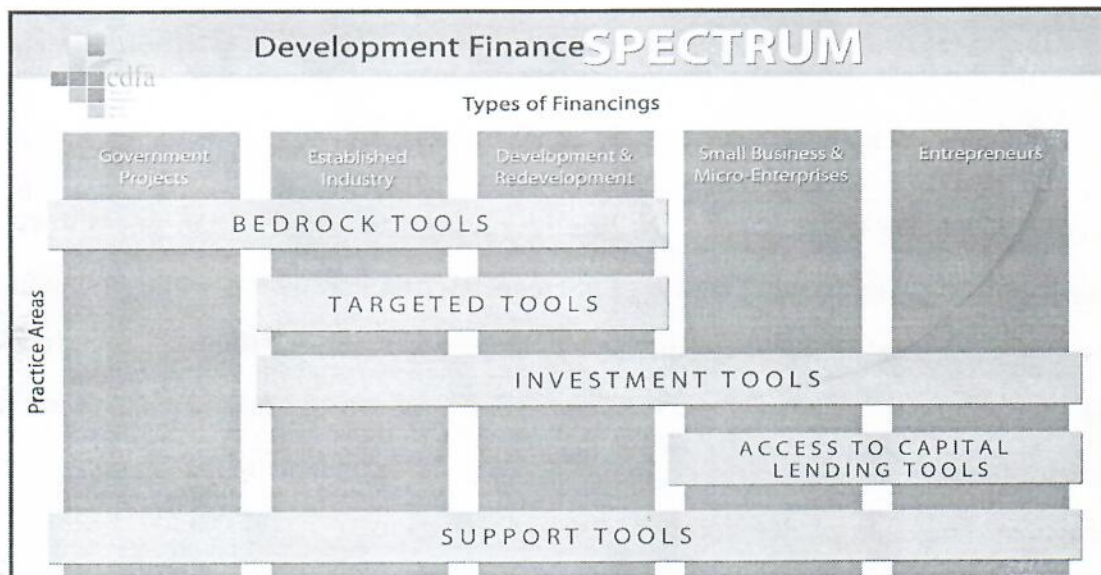 Development Finance SPECTRUM
cdfa
Types of Financings
Government
Projects
Established
Industry
Development &
Redevelopment
Small Business &
Micro-Enterprises
Entrepreneurs
Practice Areas
BEDROCK TOOLS
TARGETED TOOLS
INVESTMENT TOOLS
ACCESS TO CAPITAL
LENDING TOOLS
SUPPORT TOOLS